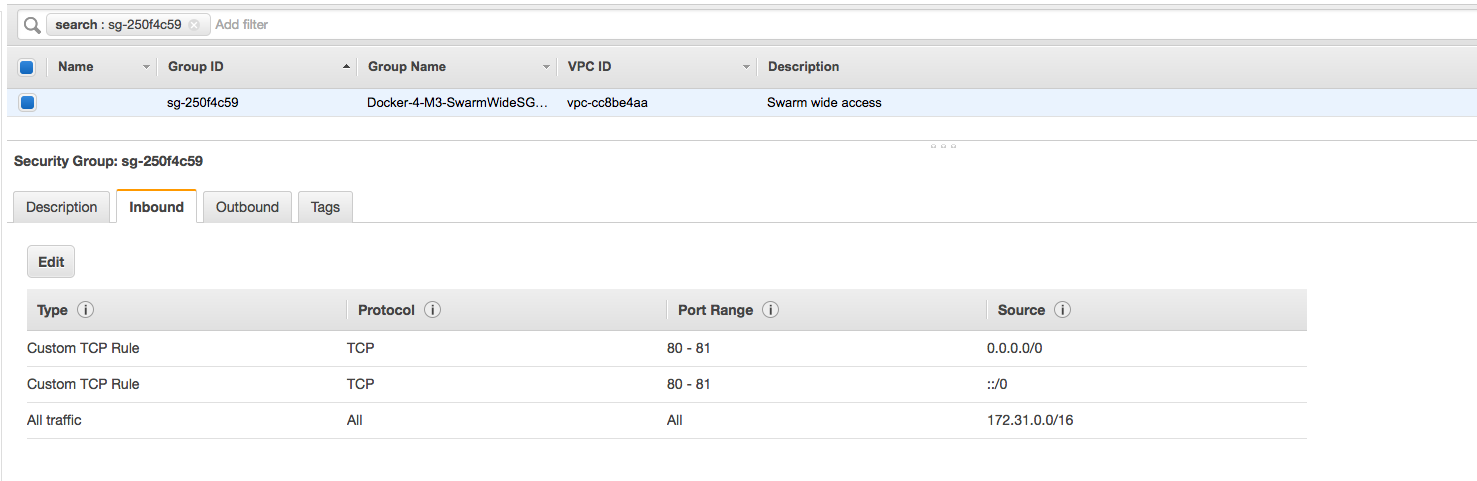 search : sg-250f4c59 Add filter
Name Group ID Group Name VPC ID Description
sg-250f4c59 Docker-4-M3-SwarmWideSG... vpc-cc8be4aa Swarm wide access
Security Group: sg-250f4c59
Description Inbound Outbound Tags
Edit
Type Protocol Port Range Source
Custom TCP Rule TCP 80 - 81 0.0.0.0/0
Custom TCP Rule TCP 80 - 81 ::/0
All traffic All All 172.31.0.0/16